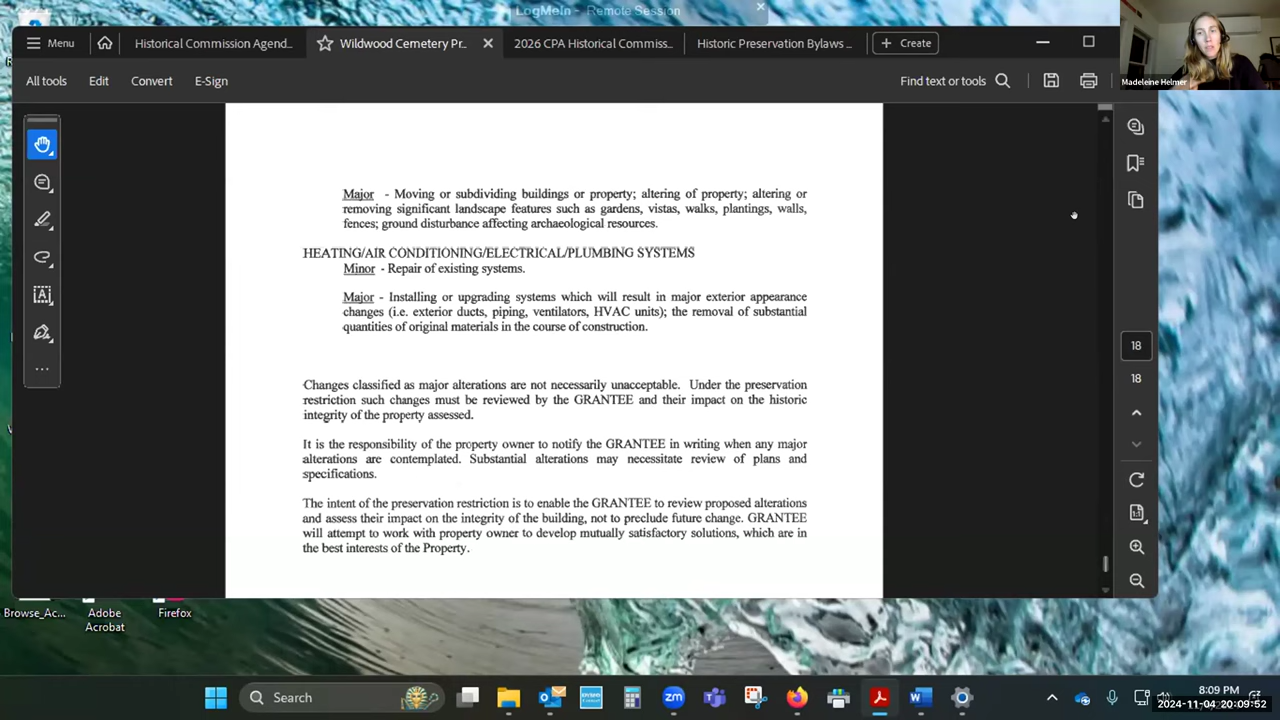 LogMeIn - Remote Session
Menu
Historical Commission Agend...
Wildwood Cemetery Pr...
2026 CPA Historical Commiss...
Historic Preservation Bylaws ...
Create
Madeleine Helmer
All tools
Edit
Convert
E-Sign
Find text or tools
Major - Moving or subdividing buildings or property; altering of property; altering or
removing significant landscape features such as gardens, vistas, walks, plantings, walls,
fences; ground disturbance affecting archaeological resources.
HEATING/AIR CONDITIONING/ELECTRICAL/PLUMBING SYSTEMS
Minor - Repair of existing systems.
Major - Installing or upgrading systems which will result in major exterior appearance
changes (i.e. exterior ducts, piping, ventilators, HVAC units); the removal of substantial
quantities of original materials in the course of construction.
Changes classified as major alterations are not necessarily unacceptable. Under the preservation
restriction such changes must be reviewed by the GRANTEE and their impact on the historic
integrity of the property assessed.
It is the responsibility of the property owner to notify the GRANTEE in writing when any major
alterations are contemplated. Substantial alterations may necessitate review of plans and
specifications.
The intent of the preservation restriction is to enable the GRANTEE to review proposed alterations
and assess their impact on the integrity of the building, not to preclude future change. GRANTEE
will attempt to work with property owner to develop mutually satisfactory solutions, which are in
the best interests of the Property.
18
18
Browse_Ac...
Adobe
Acrobat
Firefox
Search
8:09 PM
2024-11-04 20:09:52